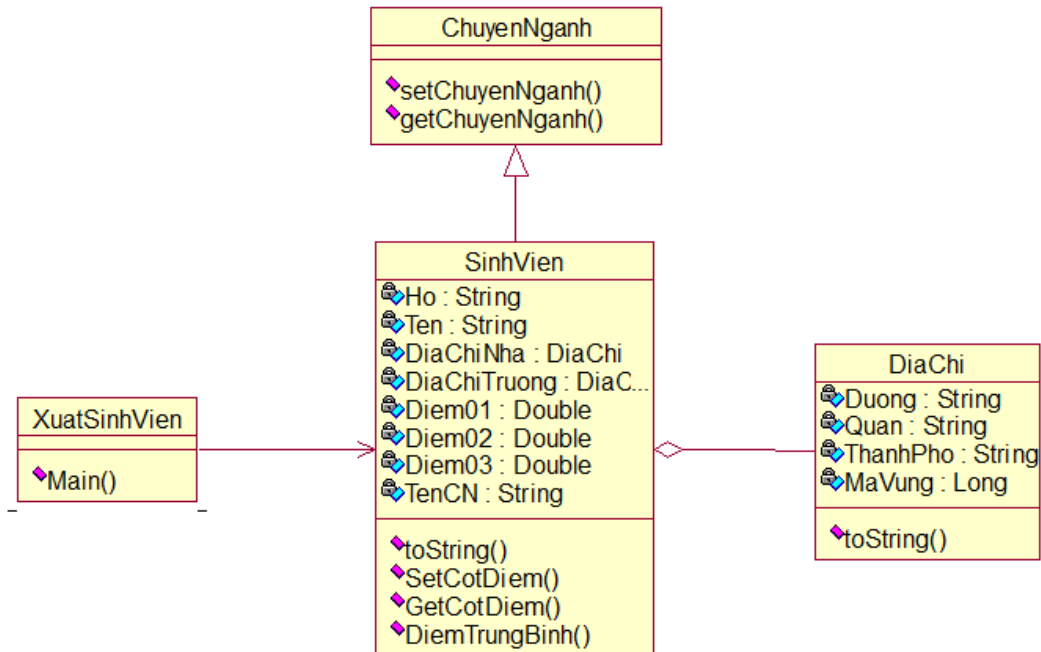 ChuyenNganh
setChuyenNganh()
getChuyenNganh()
SinhVien
Ho : String
Ten : String
DiaChiNha : DiaChi
DiaChiTruong : DiaC...
Diem01 : Double
Diem02 : Double
Diem03 : Double
TenCN : String
toString()
SetCotDiem()
GetCotDiem()
DiemTrungBinh()
XuatSinhVien
Main()
DiaChi
Duong : String
Quan : String
ThanhPho : String
MaVung : Long
toString()